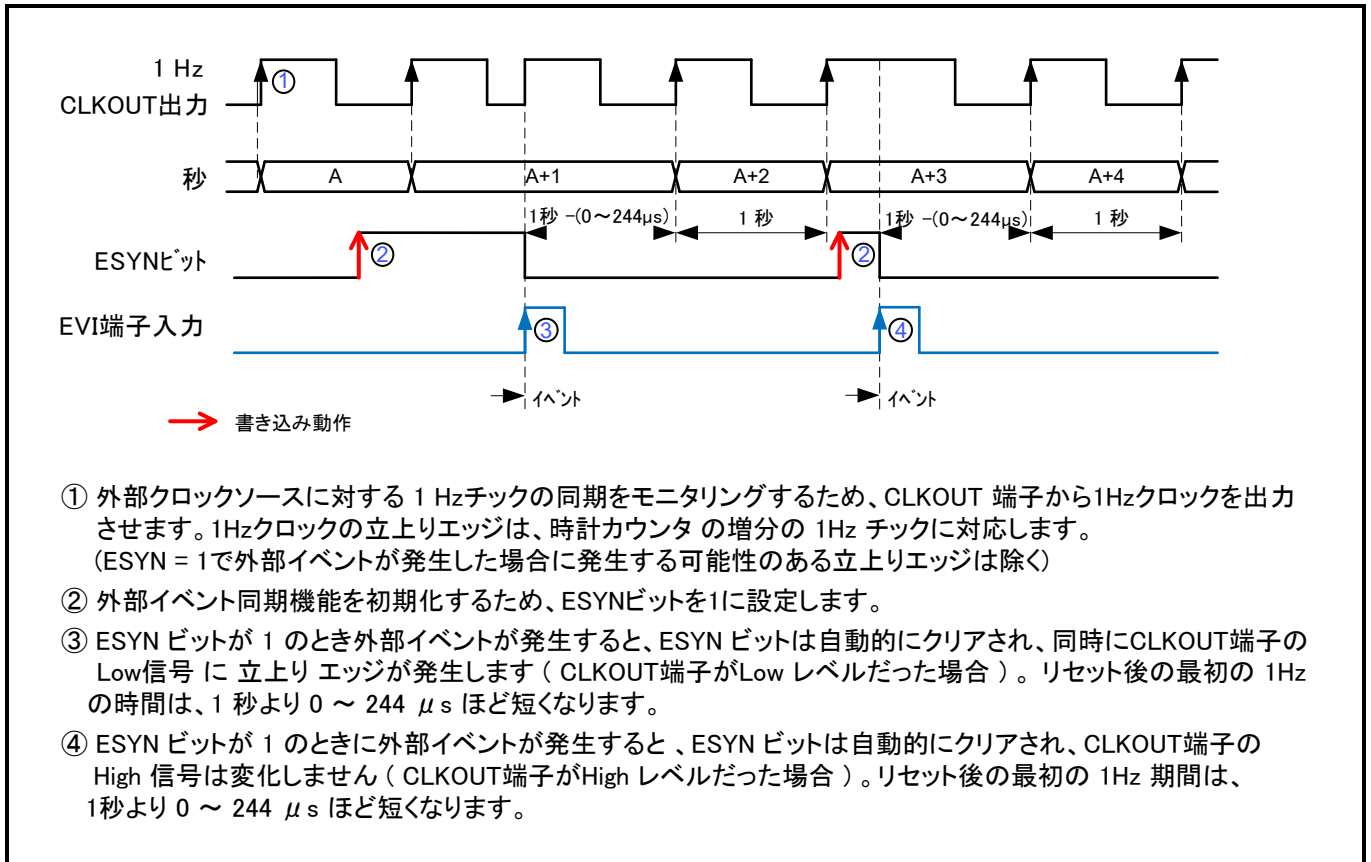 1 Hz
CLKOUT出力
①
秒
A
A+1
A+2
A+3
A+4
1秒 -(0～244µs)
1 秒
1秒 -(0～244µs)
1 秒
ESYNビット
②
②
EVI端子入力
③
④
イベント
イベント
書き込み動作
① 外部クロックソースに対する 1 Hzチックの同期をモニタリングするため、CLKOUT 端子から1Hzクロックを出力
させます。1Hzクロックの立上りエッジは、時計カウンタ の増分の 1Hz チックに対応します。
(ESYN = 1で外部イベントが発生した場合に発生する可能性のある立上りエッジは除く)
② 外部イベント同期機能を初期化するため、ESYNビットを1に設定します。
③ ESYN ビットが 1 のとき外部イベントが発生すると、ESYN ビットは自動的にクリアされ、同時にCLKOUT端子の
Low信号 に 立上り エッジが発生します ( CLKOUT端子がLow レベルだった場合 ) 。 リセット後の最初の 1Hz
の時間は、1 秒より 0 ～ 244 μs ほど短くなります。
④ ESYN ビットが 1 のときに外部イベントが発生すると 、ESYN ビットは自動的にクリアされ、CLKOUT端子の
High 信号は変化しません ( CLKOUT端子がHigh レベルだった場合 ) 。リセット後の最初の 1Hz 期間は、
1秒より 0 ～ 244 μs ほど短くなります。